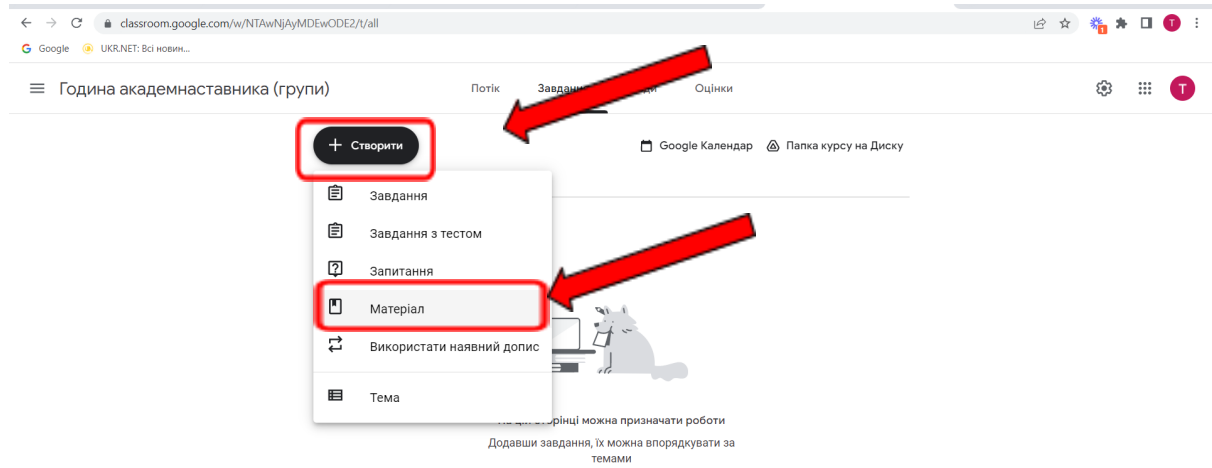 classroom.google.com/w/NTAwNjAyMDEwODE2/t/all
1
T
Google UKR.NET: Всі новин...
Година академнаставника (групи)
Потік
Оцінки
T
Створити
Google Календар
Папка курсу на Диску
Завдання
Завдання з тестом
Запитання
Матеріал
Використати наявний допис
Тема
сторінці можна призначати роботи
Додавши завдання, їх можна впорядкувати за
темами